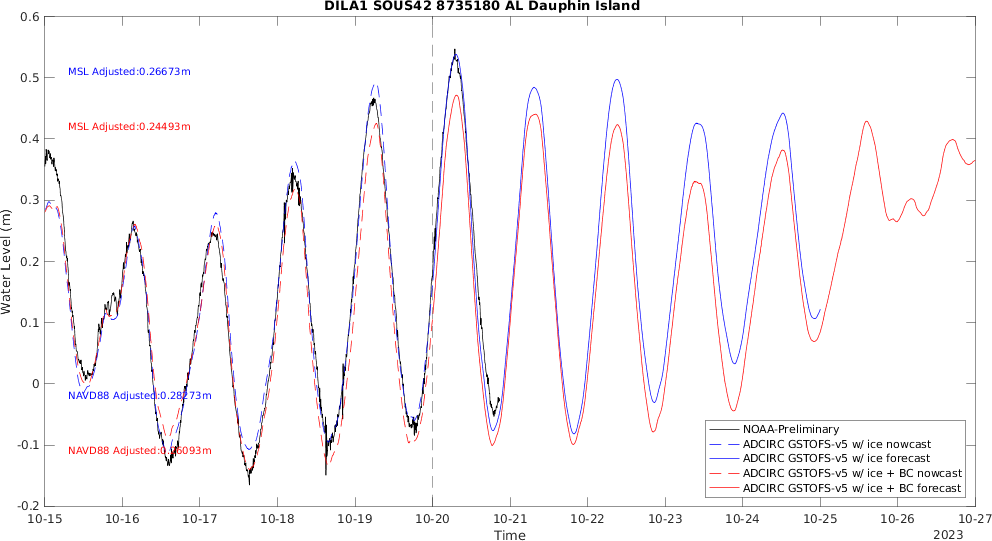 DILA1 SOUS42 8735180 AL Dauphin Island
0.6
0.5
0.4
0.3
0.2
0.1
0
-0.1
-0.2
Water Level (m)
MSL Adjusted:0.26673m
MSL Adjusted:0.24493m
NAVD88 Adjusted:0.28273m
NAVD88 Adjusted:0.26093m
NOAA-Preliminary
ADCIRC GSTOFS-v5 w/ ice nowcast
ADCIRC GSTOFS-v5 w/ ice forecast
ADCIRC GSTOFS-v5 w/ ice + BC nowcast
ADCIRC GSTOFS-v5 w/ ice + BC forecast
10-15 10-16 10-17 10-18 10-19 10-20 10-21 10-22 10-23 10-24 10-25 10-26 10-27
Time
2023